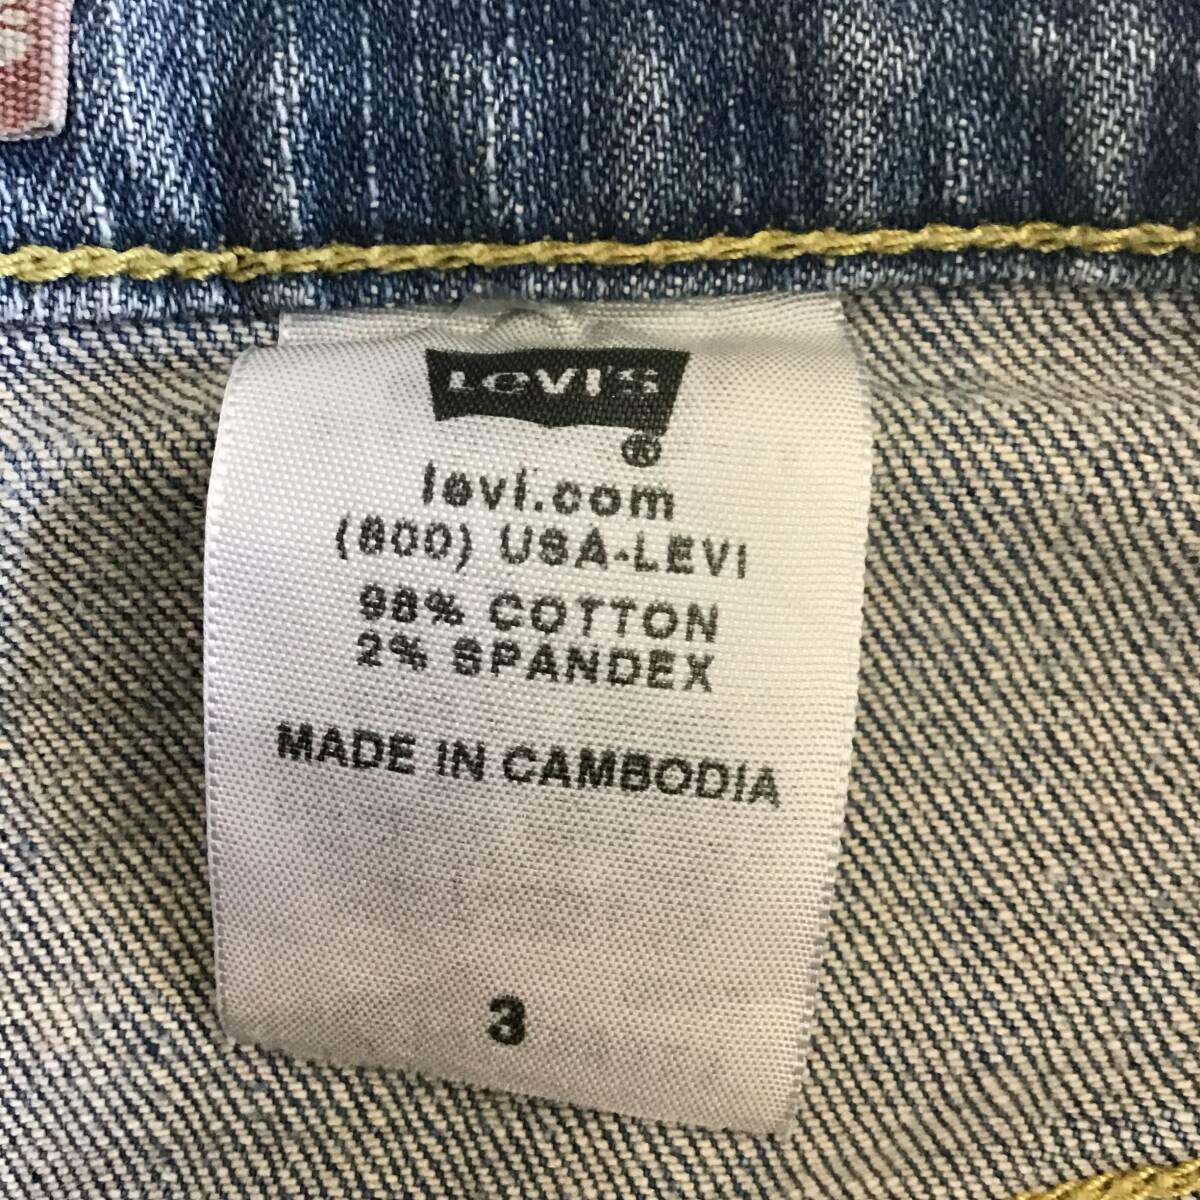 LeVI'S
®
levi.com
(800) USA-LEVI
98% COTTON
2% SPANDEX
MADE IN CAMBODIA
3